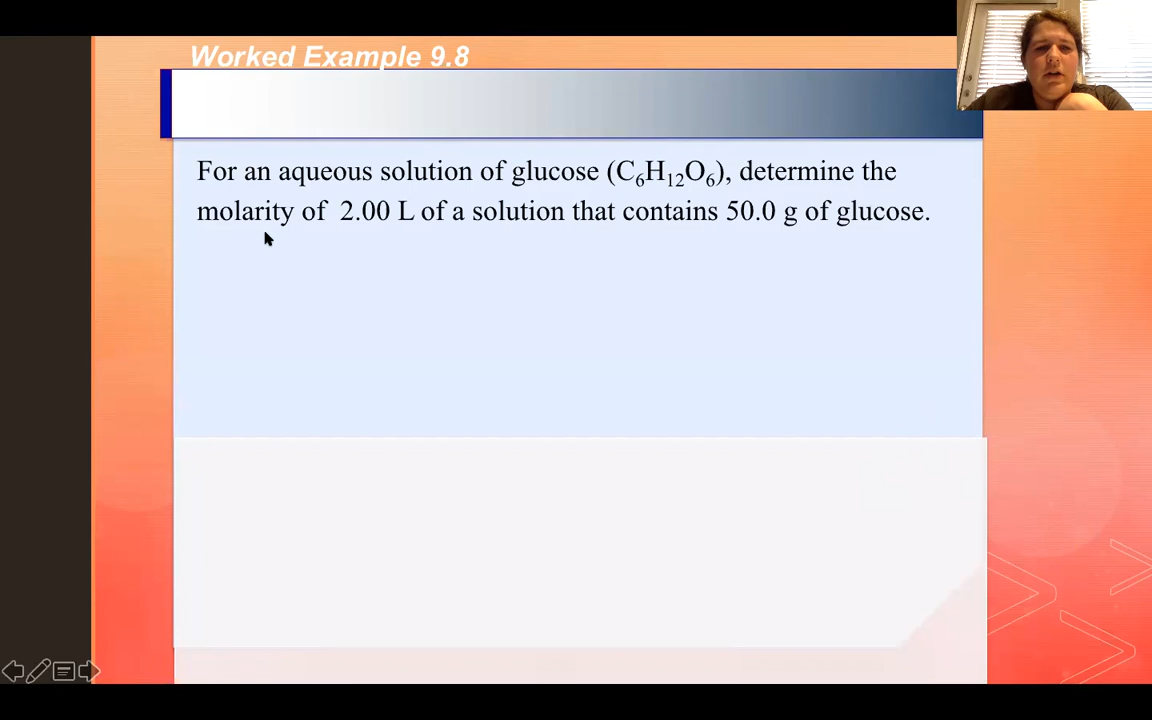 Worked Example 9.8
For an aqueous solution of glucose (C₆H₁₂O₆), determine the
molarity of 2.00 L of a solution that contains 50.0 g of glucose.